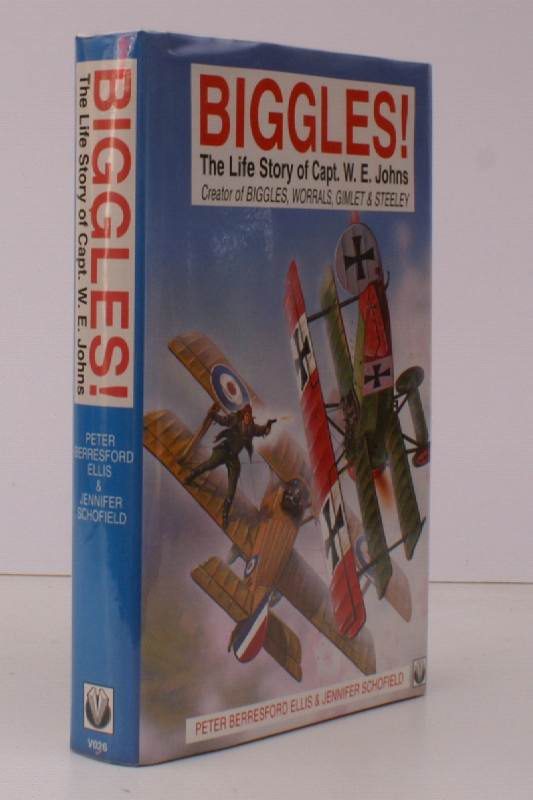 BIGGLES!
The Life Story of Capt. W. E. Johns
PETER
BERRESFORD
ELLIS
&
JENNIFER
SCHOFIELD
V
V026
BIGGLES!
The Life Story of Capt. W. E. Johns
Creator of BIGGLES, WORRALS, GIMLET & STEELEY
PETER BERRESFORD ELLIS & JENNIFER SCHOFIELD
V